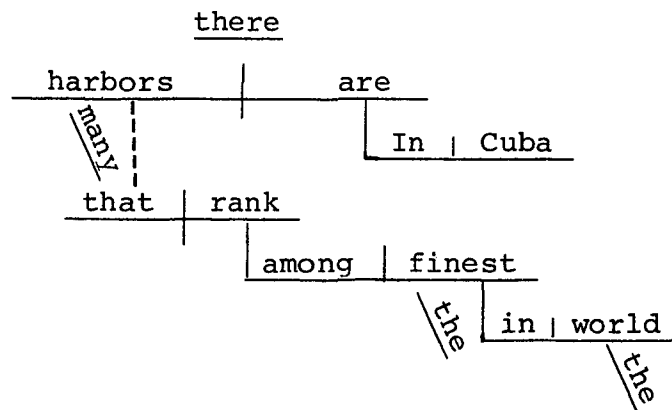 there
harbors are
many
In Cuba
that rank
among finest
the
in world
the